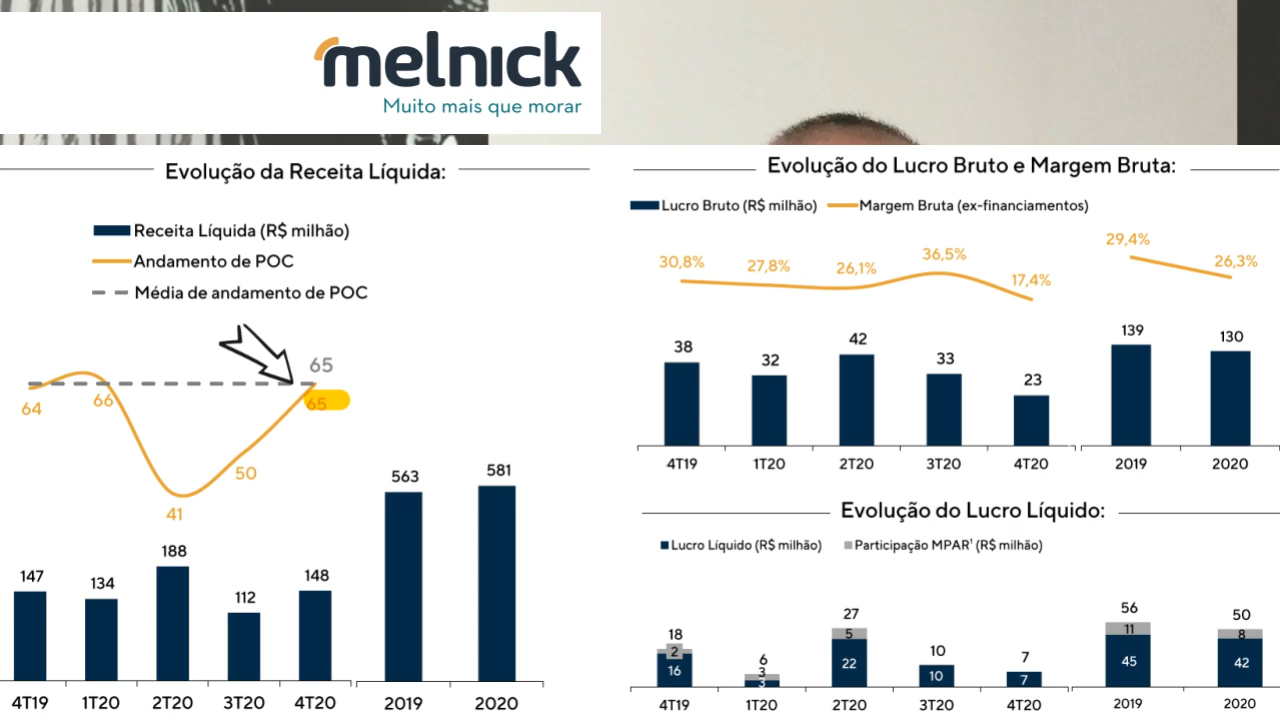 melnick
Muito mais que morar
Evolução da Receita Líquida:
Receita Líquida (R$ milhão)
Andamento de POC
Média de andamento de POC
65
64
66
65
50
41
563
581
188
147
134
112
148
4T19 1T20 2T20 3T20 4T20 2019 2020
Evolução do Lucro Bruto e Margem Bruta:
Lucro Bruto (R$ milhão) Margem Bruta (ex-financiamentos)
30,8% 27,8% 26,1% 36,5% 17,4% 29,4% 26,3%
38 32 42 33 23 139 130
4T19 1T20 2T20 3T20 4T20 2019 2020
Evolução do Lucro Líquido:
Lucro Líquido (R$ milhão) Participação MPAR¹ (R$ milhão)
18 6 27 10 7 56 50
2 3 5 11 8
16 3 22 10 7 45 42
4T19 1T20 2T20 3T20 4T20 2019 2020